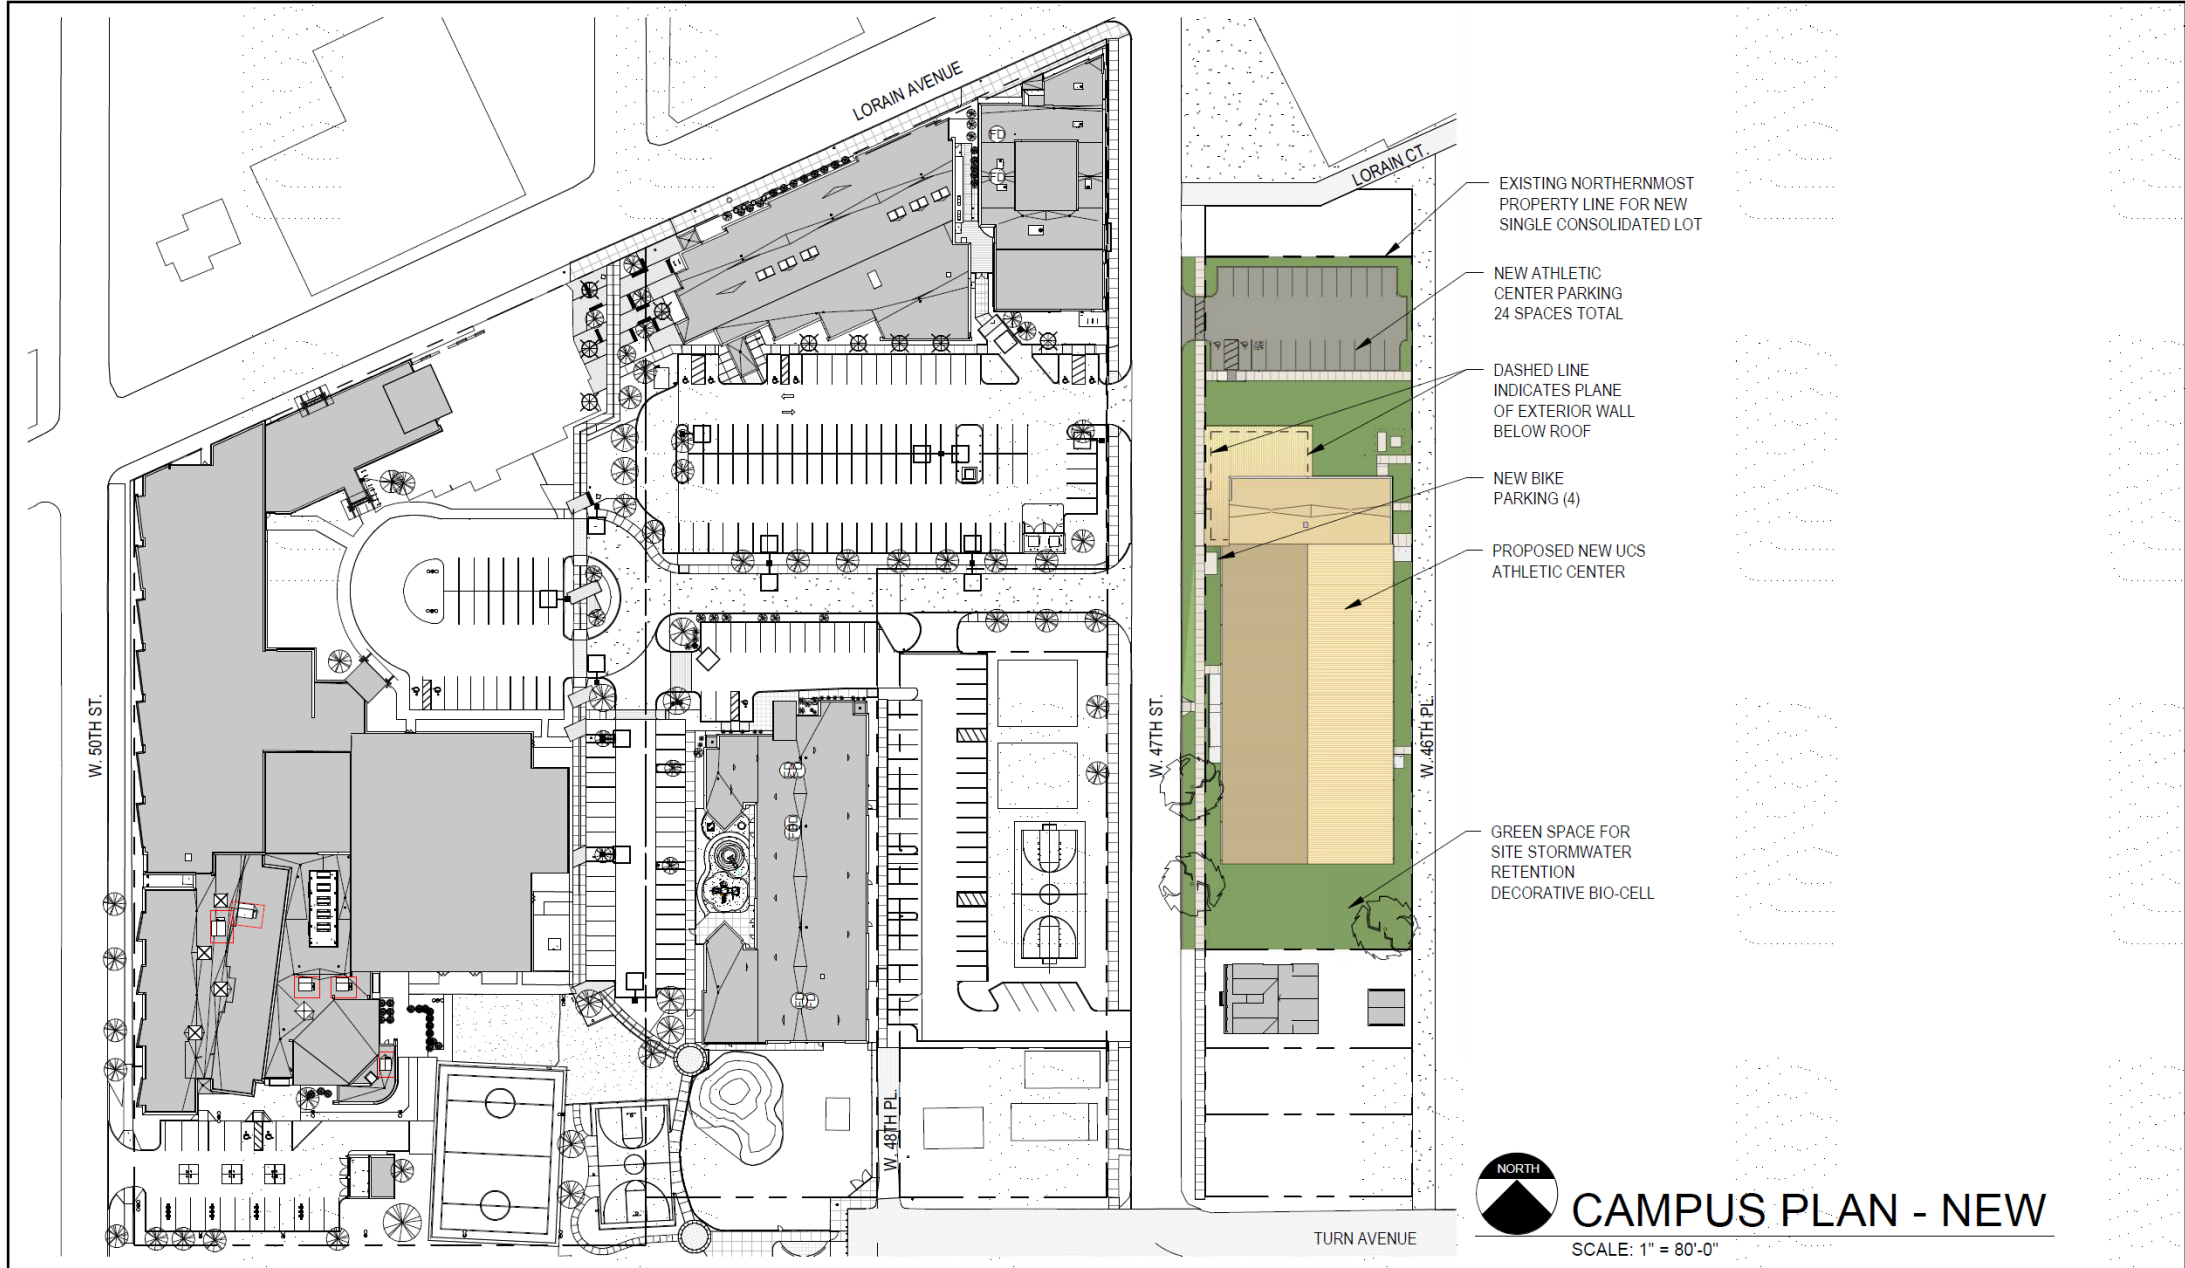 LORAIN AVENUE
LORAIN CT.
EXISTING NORTHERNMOST
PROPERTY LINE FOR NEW
SINGLE CONSOLIDATED LOT
NEW ATHLETIC
CENTER PARKING
24 SPACES TOTAL
DASHED LINE
INDICATES PLANE
OF EXTERIOR WALL
BELOW ROOF
NEW BIKE
PARKING (4)
PROPOSED NEW UCS
ATHLETIC CENTER
W. 50TH ST.
W. 47TH ST.
W. 46TH PL.
GREEN SPACE FOR
SITE STORMWATER
RETENTION
DECORATIVE BIO-CELL
W. 48TH PL.
NORTH
CAMPUS PLAN - NEW
SCALE: 1" = 80'-0"
TURN AVENUE